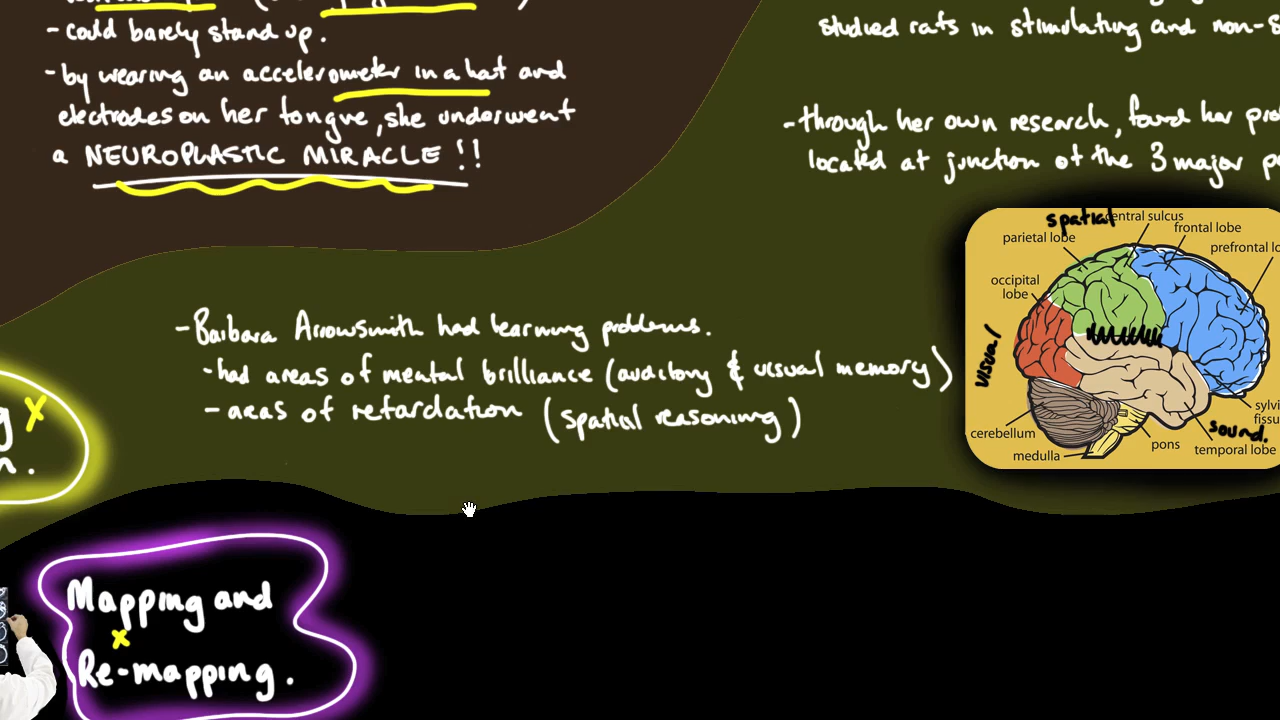 - could barely stand up.
- by wearing an accelerometer in a hat and
electrodes on her tongue, she underwent
a NEUROPLASTIC MIRACLE !!
studied rats in stimulating and non-s
- through her own research, found her pro
located at junction of the 3 major p
- Barbara Arrowsmith had learning problems.
- had areas of mental brilliance (auditory & visual memory)
- areas of retardation (spatial reasoning)
spatial
central sulcus
frontal lobe
parietal lobe
prefrontal lo
occipital
lobe
visual
sylvi
fissu
sound.
cerebellum
pons
temporal lobe
medulla
g x
n.
Mapping and
x
Re-mapping.